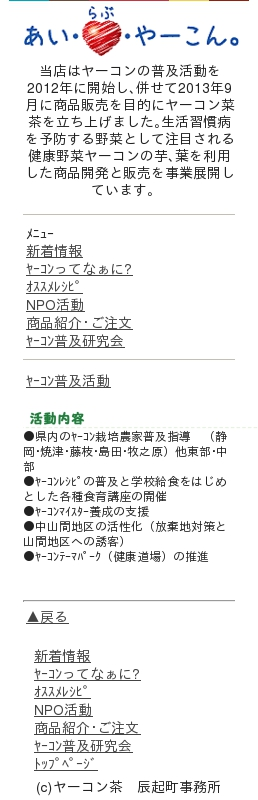 らぶ
あい・・やーこん。
当店はヤーコンの普及活動を
2012年に開始し､併せて2013年9
月に商品販売を目的にヤーコン菜
茶を立ち上げました｡生活習慣病
を予防する野菜として注目される
健康野菜ヤーコンの芋､葉を利用
した商品開発と販売を事業展開し
ています。
ﾒﾆｭｰ
新着情報
ﾔｰｺﾝってなぁに?
ｵｽｽﾒﾚｼﾋﾟ
NPO活動
商品紹介･ご注文
ﾔｰｺﾝ普及研究会
ﾔｰｺﾝ普及活動
活動内容
●県内のﾔｰｺﾝ栽培農家普及指導　（静
岡･焼津･藤枝･島田･牧之原）他東部･中
部
●ﾔｰｺﾝﾚｼﾋﾟの普及と学校給食をはじめ
とした各種食育講座の開催
●ﾔｰｺﾝﾏｲｽﾀｰ養成の支援
●中山間地区の活性化（放棄地対策と
山間地区への誘客）
●ﾔｰｺﾝﾃｰﾏﾊﾟｰｸ（健康道場）の推進
▲戻る
新着情報
ﾔｰｺﾝってなぁに?
ｵｽｽﾒﾚｼﾋﾟ
NPO活動
商品紹介･ご注文
ﾔｰｺﾝ普及研究会
ﾄｯﾌﾟﾍﾟｰｼﾞ
(c)ヤーコン茶　辰起町事務所